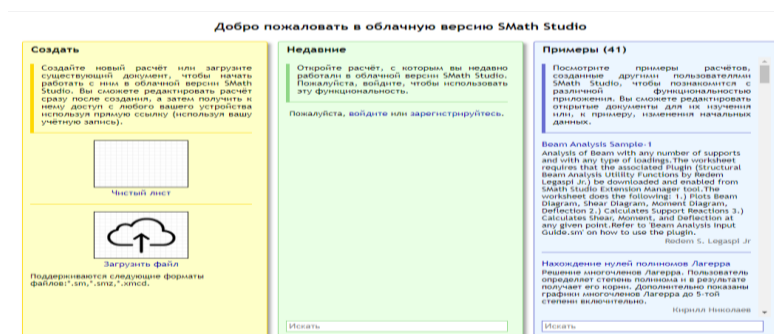 Добро пожаловать в облачную версию SMath Studio
Создать
Создайте новый расчёт или загрузите
существующий документ, чтобы начать
работать с ним в облачной версии SMath
Studio. Вы сможете редактировать расчёт
сразу после создания, а затем получить к
нему доступ с любого вашего устройства
используя прямую ссылку (используя вашу
учётную запись).
Чистый лист
Загрузить файл
Поддерживаются следующие форматы
файлов:*.sm,*.smz,*.xmcd.
Недавние
Откройте расчёт, с которым вы недавно
работали в облачной версии SMath Studio.
Пожалуйста, войдите, чтобы использовать
эту функциональность.
Пожалуйста, войдите или зарегистрируйтесь.
Искать
Примеры (41)
Посмотрите примеры расчётов,
созданные другими пользователями
SMath Studio, чтобы познакомится с
различной функциональностью
приложения. Вы сможете редактировать
открытые документы для их изучения
или, к примеру, изменения начальных
данных.
Beam Analysis Sample-1
Analysis of Beam with any number of supports
and with any type of loadings.The worksheet
requires that the associated Plugin (Structural
Beam Analysis Utility Functions by Redem
Legaspi Jr.) be downloaded and enabled from
SMath Studio Extension Manager tool.The
worksheet does the following: 1.) Plots Beam
Diagram, Shear Diagram, Moment Diagram,
Deflection 2.) Calculates Support Reactions 3.)
Calculates Shear, Moment, and Deflection at
any given point.Refer to 'Beam Analysis Input
Guide.sm' on how to use the plugin.
Redem S. Legaspi Jr
Нахождение нулей полиномов Лагерра
Решение многочленов Лагерра. Пользователь
определяет степень полинома и в результате
получает его корни. Дополнительно показаны
графики многочленов Лагерра до 5-той
степени включительно.
Кирилл Николаев
Искать